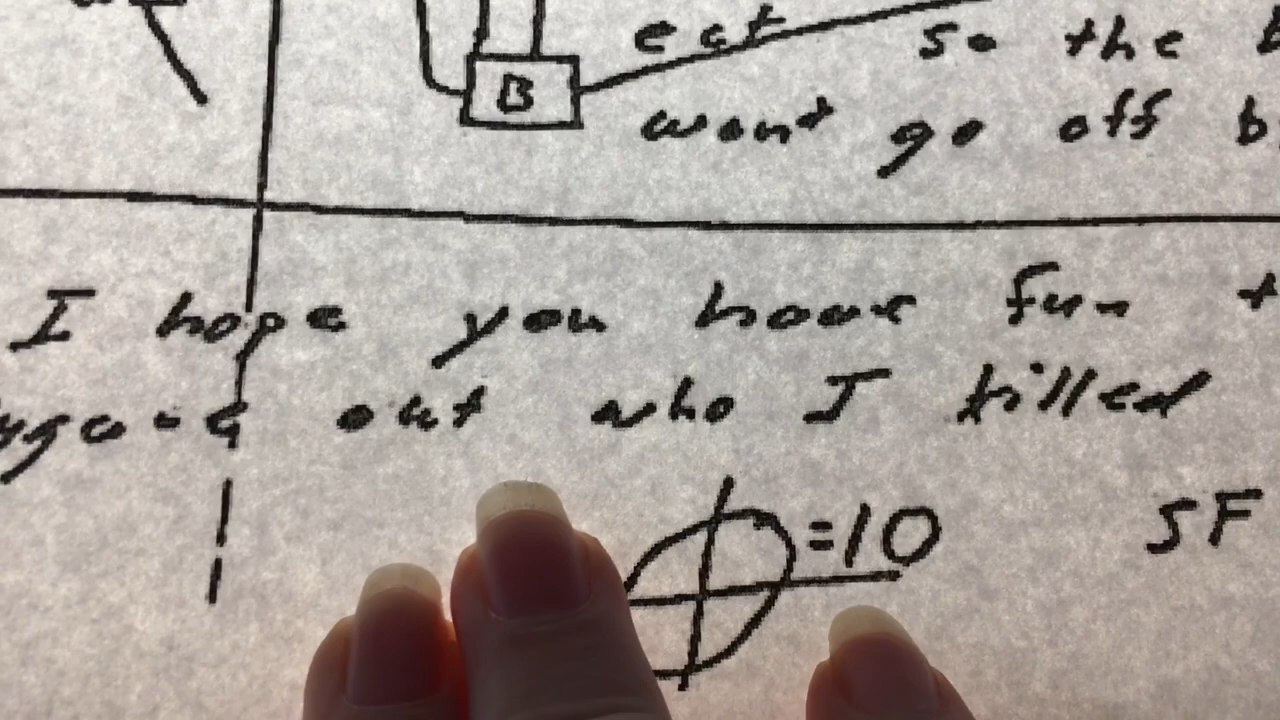 B
ect so the b
wont go off b
I hope you have fun t
out who I killed
=10 SF